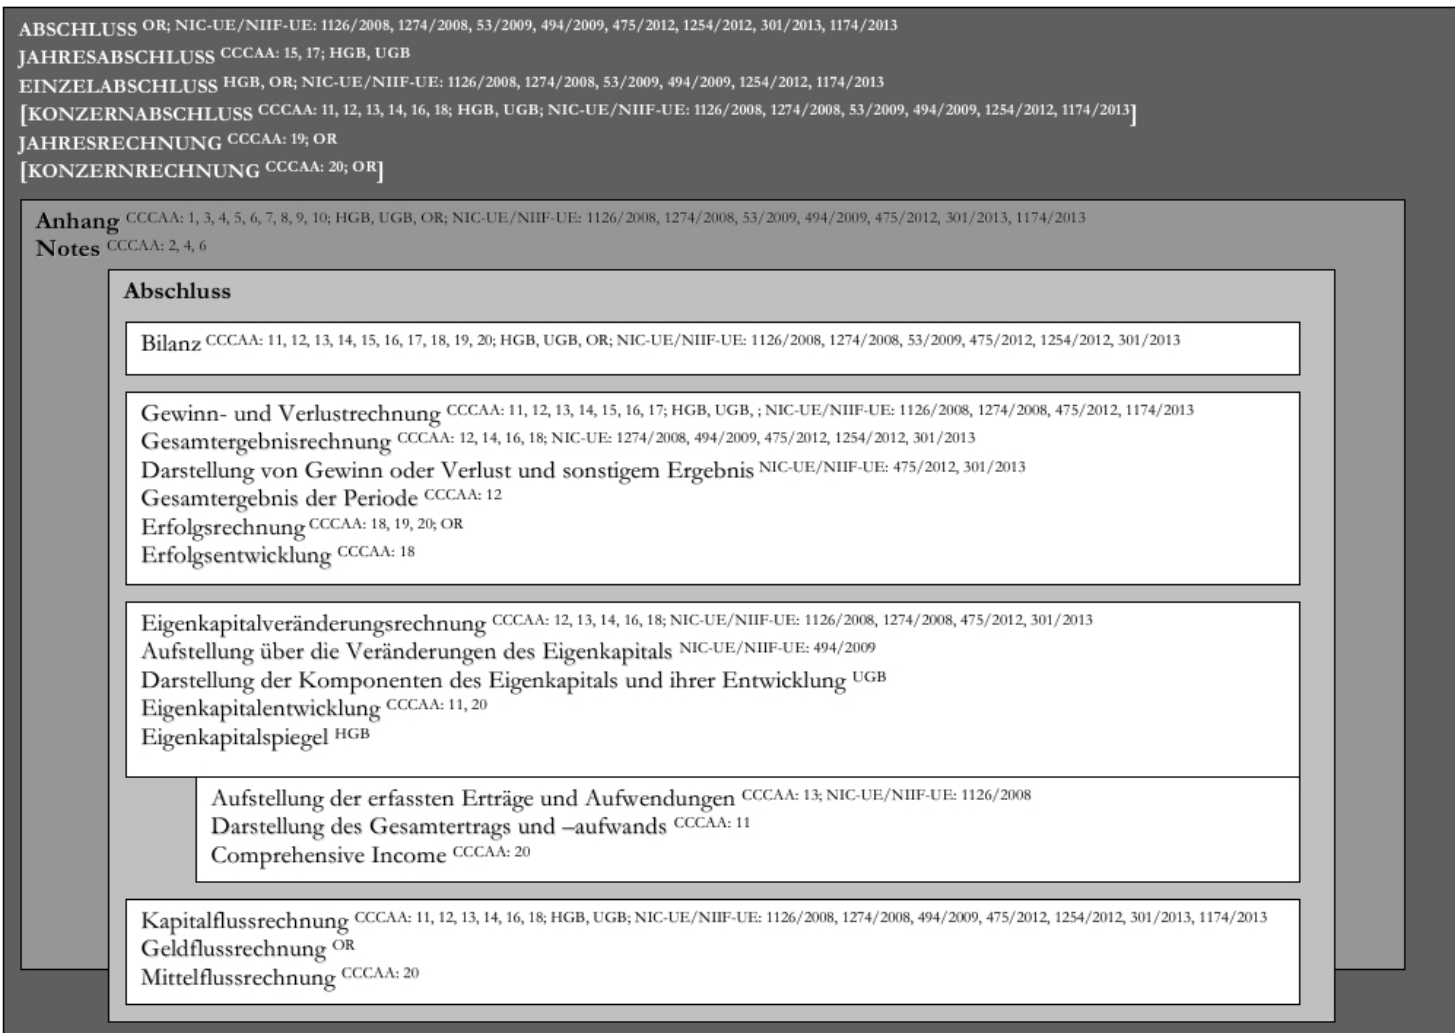 ABSCHLUSS OR; NIC-UE/NIIF-UE: 1126/2008, 1274/2008, 53/2009, 494/2009, 475/2012, 1254/2012, 301/2013, 1174/2013
JAHRESABSCHLUSS CCCAA: 15, 17; HGB, UGB
EINZELABSCHLUSS HGB, OR; NIC-UE/NIIF-UE: 1126/2008, 1274/2008, 53/2009, 494/2009, 1254/2012, 1174/2013
[KONZERNABSCHLUSS CCCAA: 11, 12, 13, 14, 16, 18; HGB, UGB; NIC-UE/NIIF-UE: 1126/2008, 1274/2008, 53/2009, 494/2009, 1254/2012, 1174/2013]
JAHRESRECHNUNG CCCAA: 19; OR
[KONZERNRECHNUNG CCCAA: 20; OR]
Anhang CCCAA: 1, 3, 4, 5, 6, 7, 8, 9, 10; HGB, UGB, OR; NIC-UE/NIIF-UE: 1126/2008, 1274/2008, 53/2009, 494/2009, 475/2012, 301/2013, 1174/2013
Notes CCCAA: 2, 4, 6
Abschluss
Bilanz CCCAA: 11, 12, 13, 14, 15, 16, 17, 18, 19, 20; HGB, UGB, OR; NIC-UE/NIIF-UE: 1126/2008, 1274/2008, 53/2009, 475/2012, 1254/2012, 301/2013
Gewinn- und Verlustrechnung CCCAA: 11, 12, 13, 14, 15, 16, 17; HGB, UGB, ; NIC-UE/NIIF-UE: 1126/2008, 1274/2008, 475/2012, 1174/2013
Gesamtergebnisrechnung CCCAA: 12, 14, 16, 18; NIC-UE: 1274/2008, 494/2009, 475/2012, 1254/2012, 301/2013
Darstellung von Gewinn oder Verlust und sonstigem Ergebnis NIC-UE/NIIF-UE: 475/2012, 301/2013
Gesamtergebnis der Periode CCCAA: 12
Erfolgsrechnung CCCAA: 18, 19, 20; OR
Erfolgsentwicklung CCCAA: 18
Eigenkapitalveränderungsrechnung CCCAA: 12, 13, 14, 16, 18; NIC-UE/NIIF-UE: 1126/2008, 1274/2008, 475/2012, 301/2013
Aufstellung über die Veränderungen des Eigenkapitals NIC-UE/NIIF-UE: 494/2009
Darstellung der Komponenten des Eigenkapitals und ihrer Entwicklung UGB
Eigenkapitalentwicklung CCCAA: 11, 20
Eigenkapitalspiegel HGB
Aufstellung der erfassten Erträge und Aufwendungen CCCAA: 13; NIC-UE/NIIF-UE: 1126/2008
Darstellung des Gesamtertrags und –aufwands CCCAA: 11
Comprehensive Income CCCAA: 20
Kapitalflussrechnung CCCAA: 11, 12, 13, 14, 16, 18; HGB, UGB; NIC-UE/NIIF-UE: 1126/2008, 1274/2008, 494/2009, 475/2012, 1254/2012, 301/2013, 1174/2013
Geldflussrechnung OR
Mittelflussrechnung CCCAA: 20